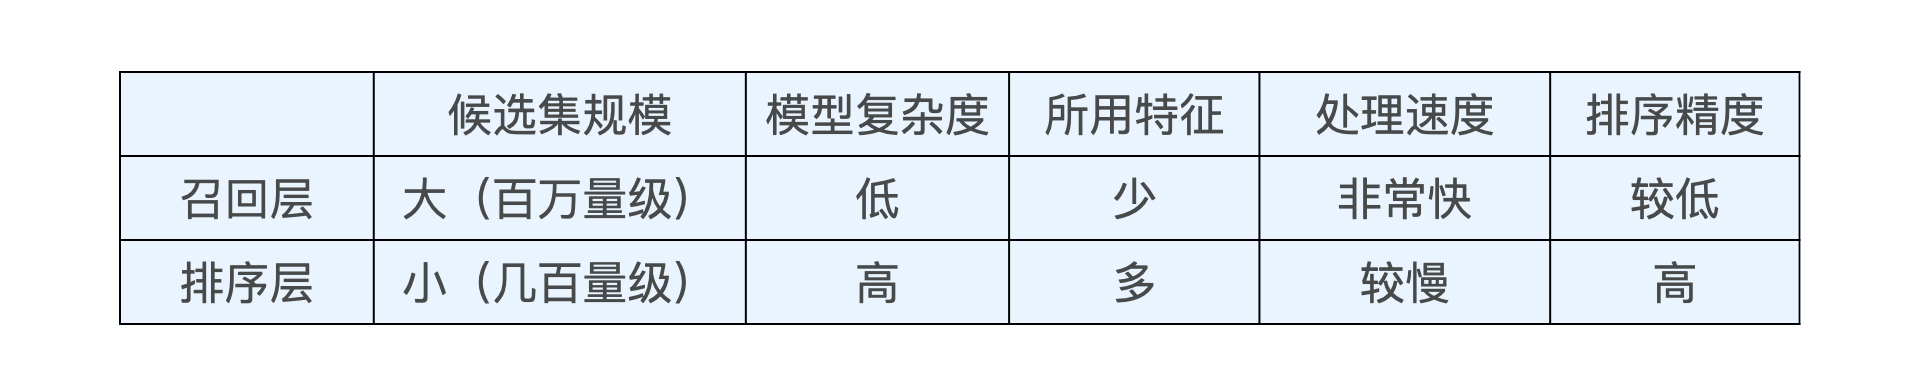 候选集规模 模型复杂度 所用特征 处理速度 排序精度
召回层 大（百万量级） 低 少 非常快 较低
排序层 小（几百量级） 高 多 较慢 高